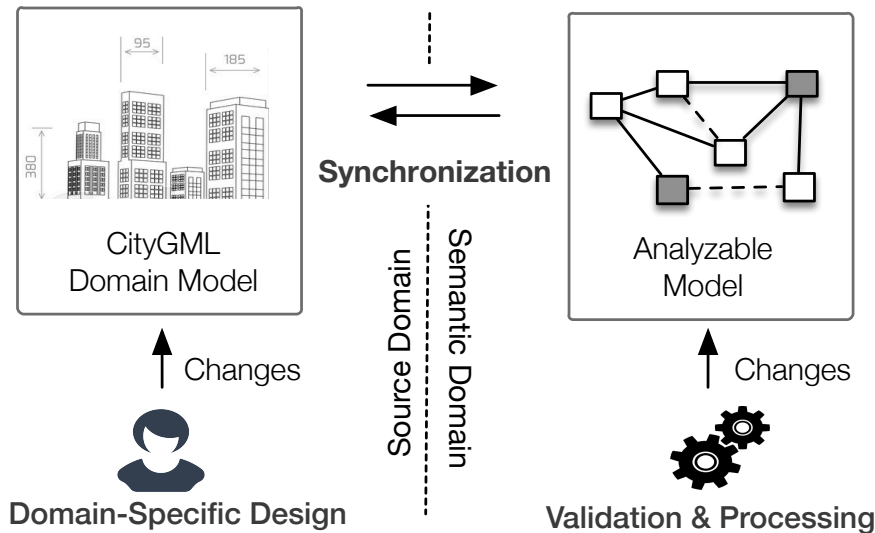 95
185
380
CityGML
Domain Model
Synchronization
Analyzable
Model
Source Domain
Semantic Domain
Changes
Changes
Domain-Specific Design
Validation & Processing